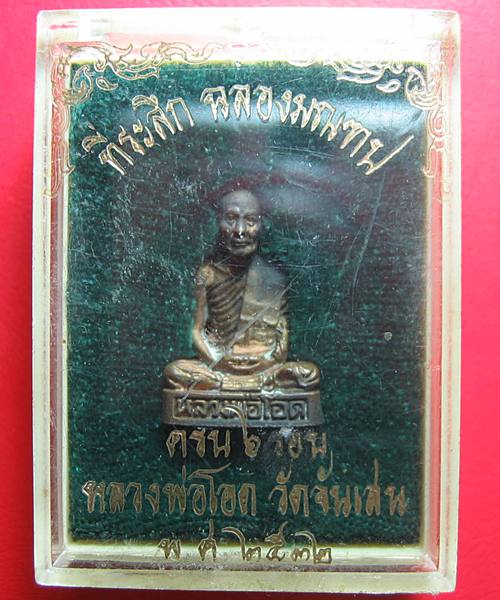 ที่ระลึก ฉลองมณฑป
หลวงพ่อโอด
ครบ ๖ รอบ
หลวงพ่อโอด วัดจันเสน
พ.ศ.๒๕๓๒